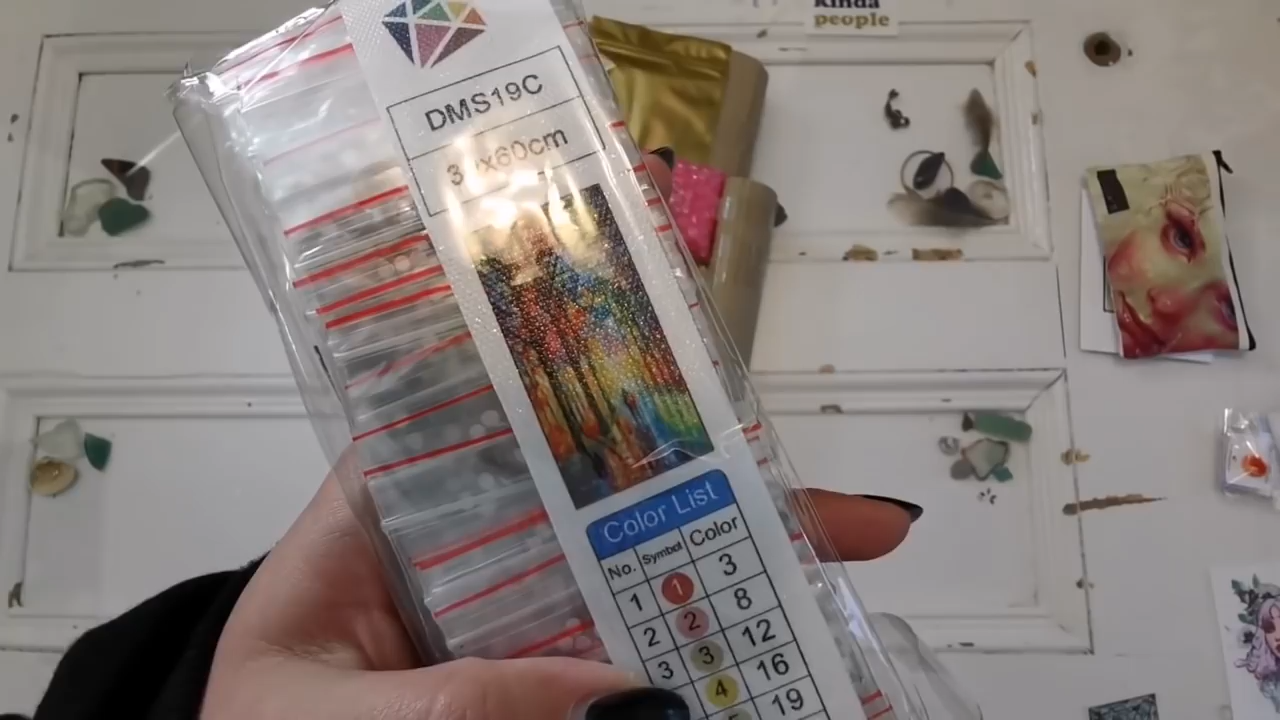 kinda
people
DMS19C
Color List
No. Symbol Color
1 1 3
2 2 8
3 3 12
4 16
5 19